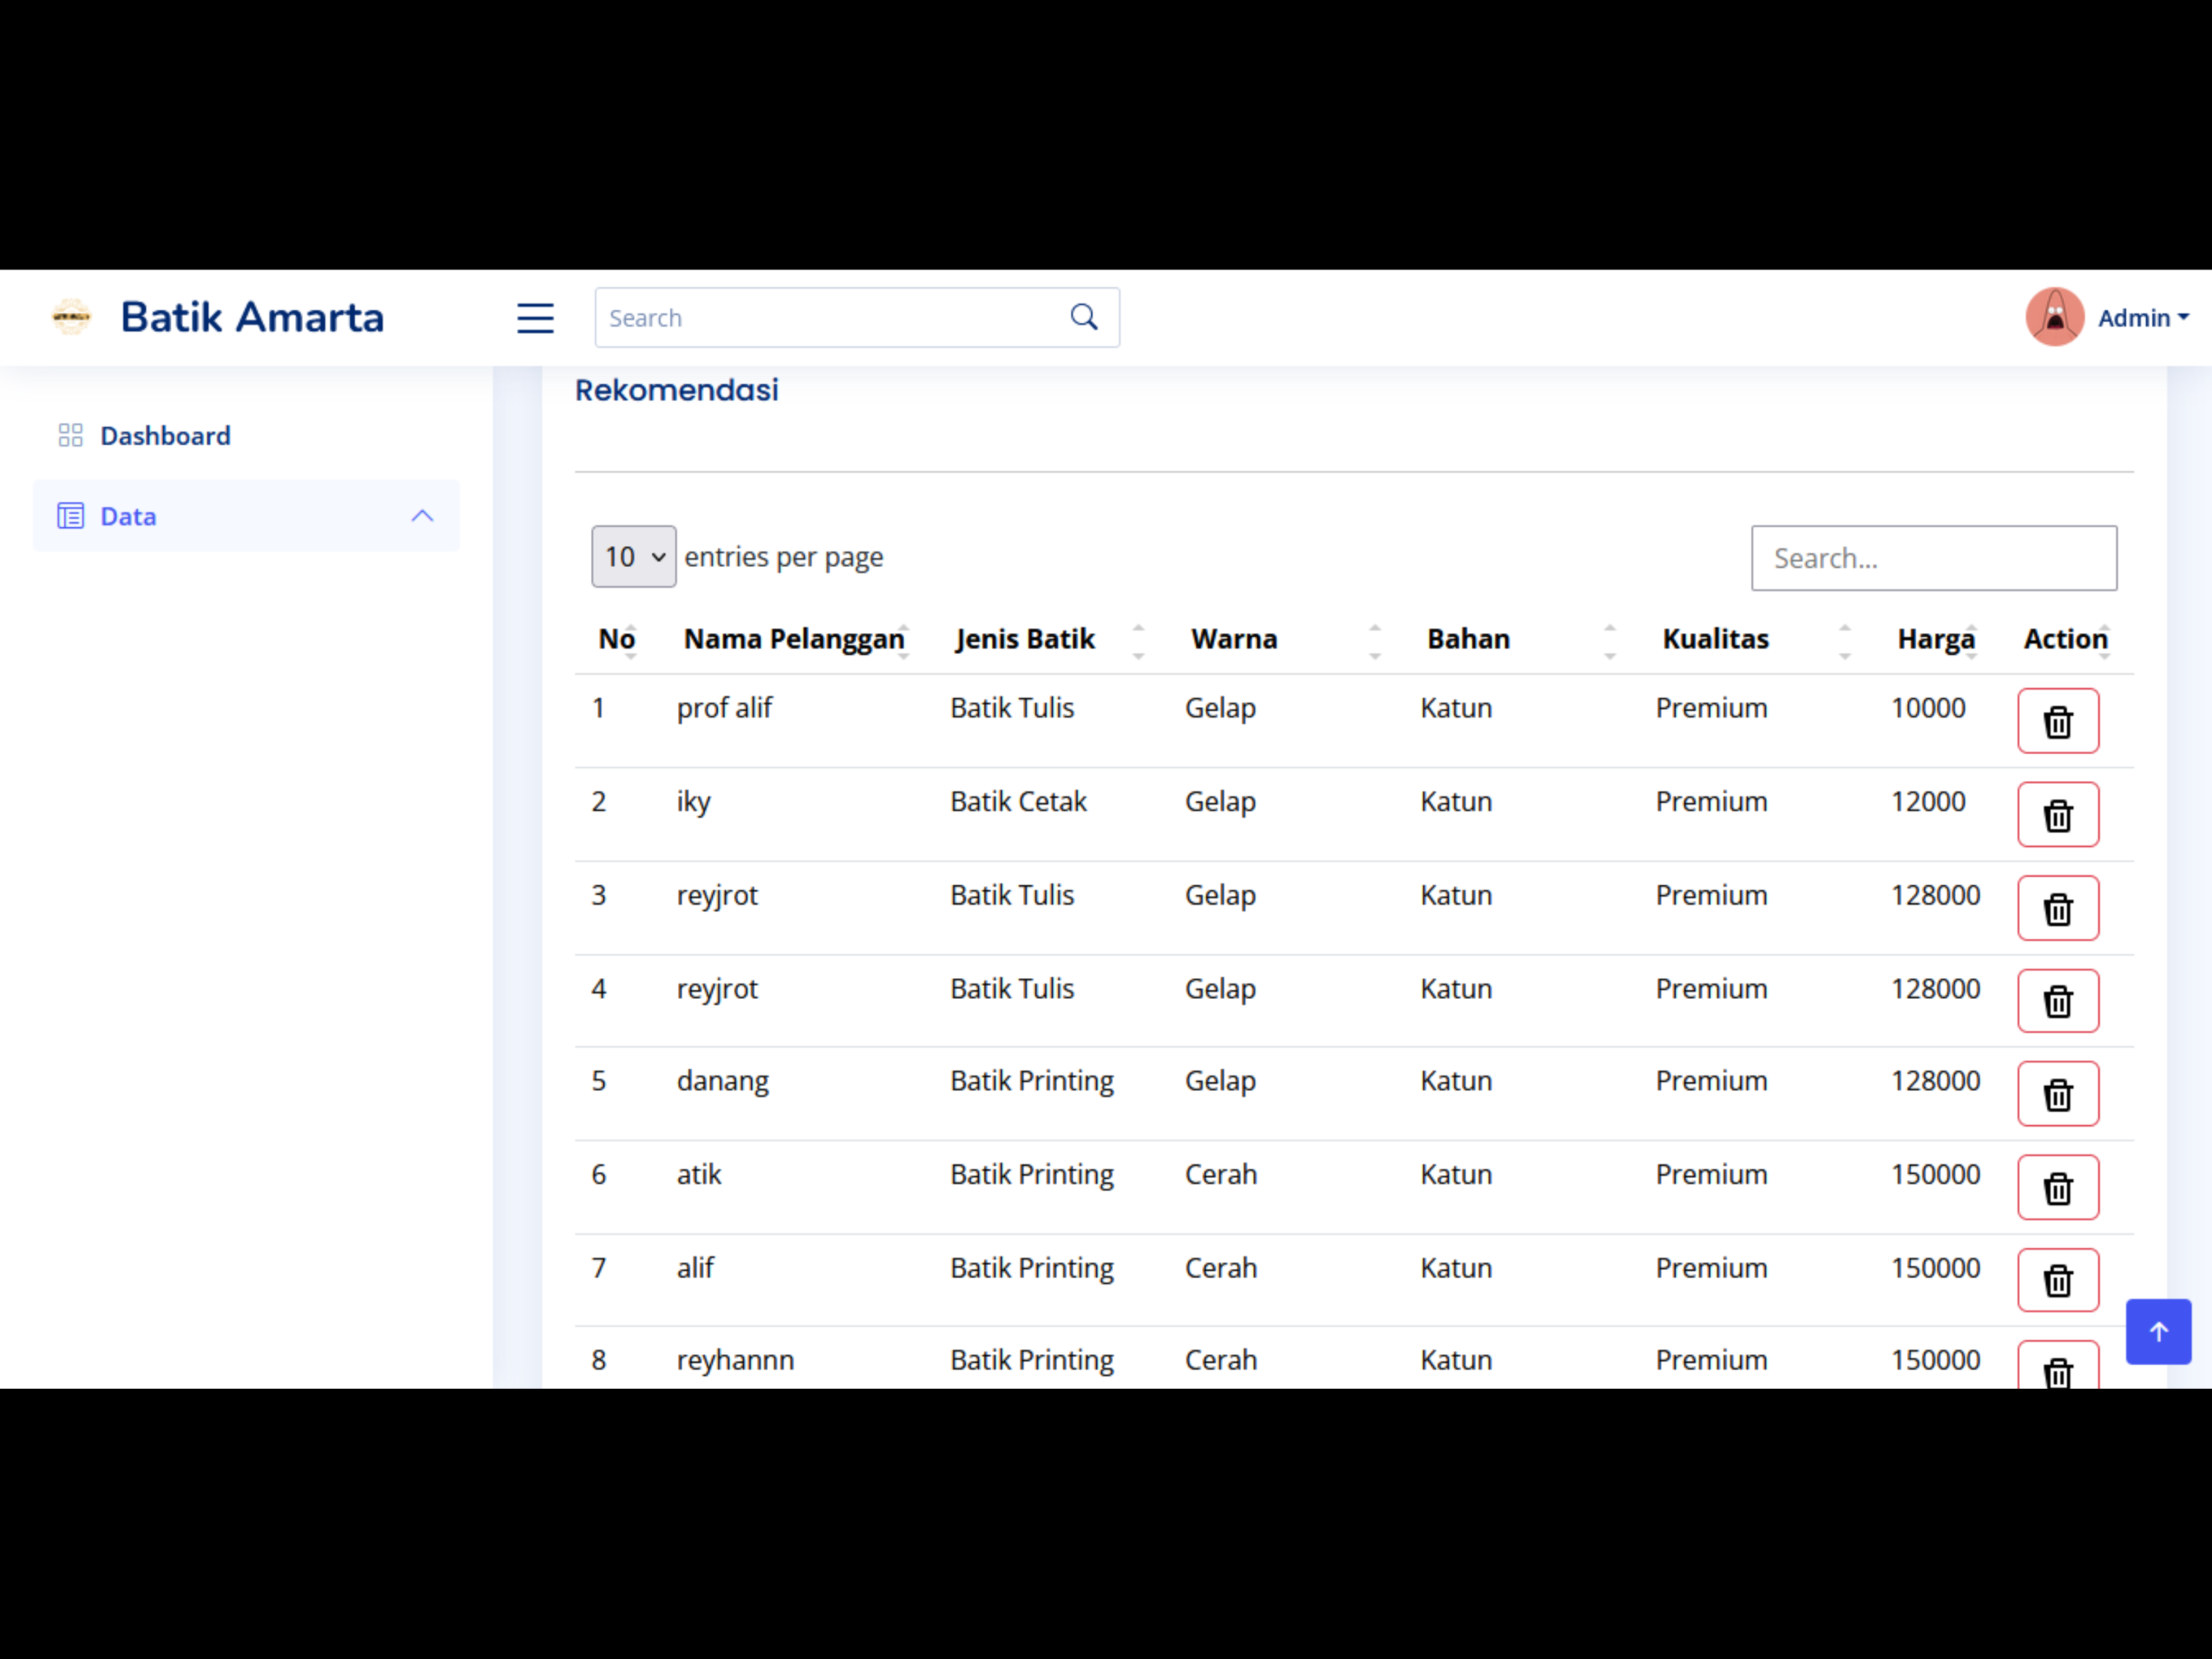 Batik Amarta
Search
Admin
Rekomendasi
Dashboard
Data
10 entries per page
Search...
No Nama Pelanggan Jenis Batik Warna Bahan Kualitas Harga Action
1 prof alif Batik Tulis Gelap Katun Premium 10000
2 iky Batik Cetak Gelap Katun Premium 12000
3 reyjrot Batik Tulis Gelap Katun Premium 128000
4 reyjrot Batik Tulis Gelap Katun Premium 128000
5 danang Batik Printing Gelap Katun Premium 128000
6 atik Batik Printing Cerah Katun Premium 150000
7 alif Batik Printing Cerah Katun Premium 150000
8 reyhannn Batik Printing Cerah Katun Premium 150000